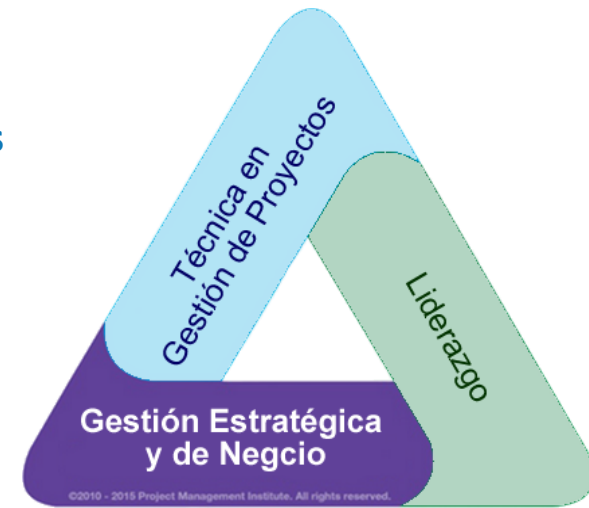 s
Técnica en
Gestión de Proyectos
Liderazgo
Gestión Estratégica
y de Negcio
©2010 - 2015 Project Management Institute. All rights reserved.